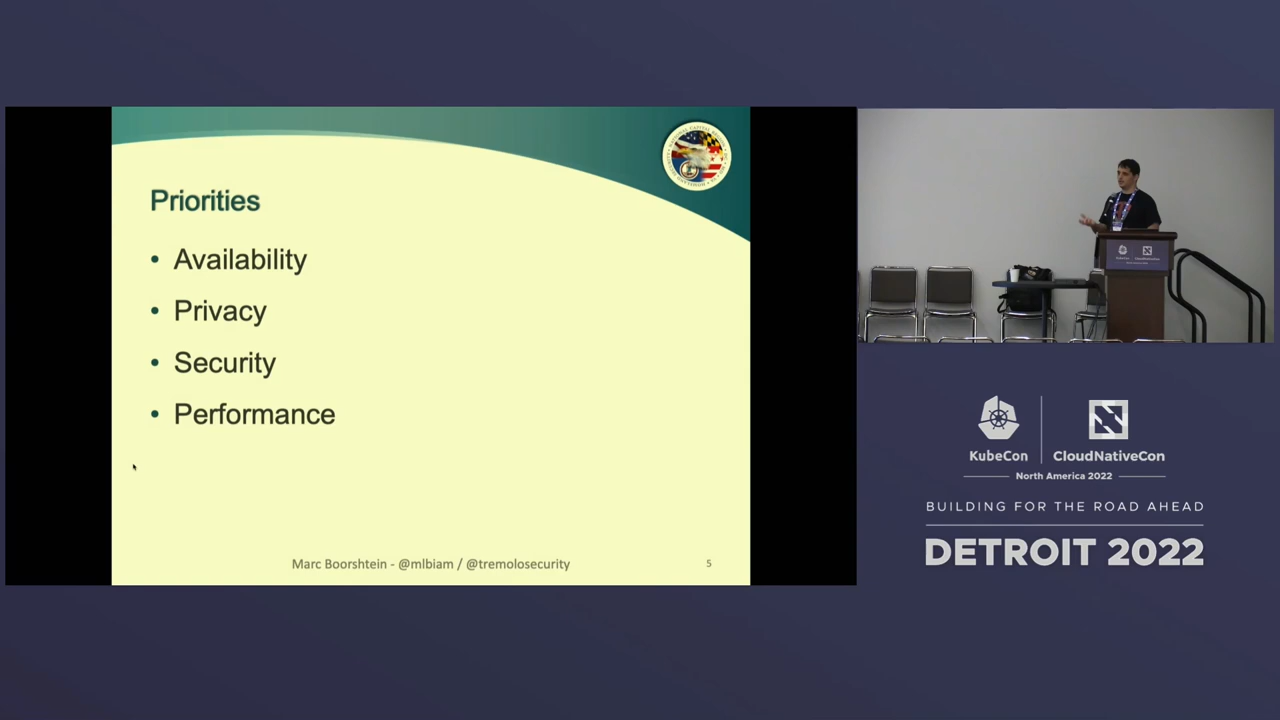 Priorities
• Availability
• Privacy
• Security
• Performance
Marc Boorshtein - @mlbiam / @tremolosecurity
5
KubeCon
CloudNativeCon
North America 2022
BUILDING FOR THE ROAD AHEAD
DETROIT 2022